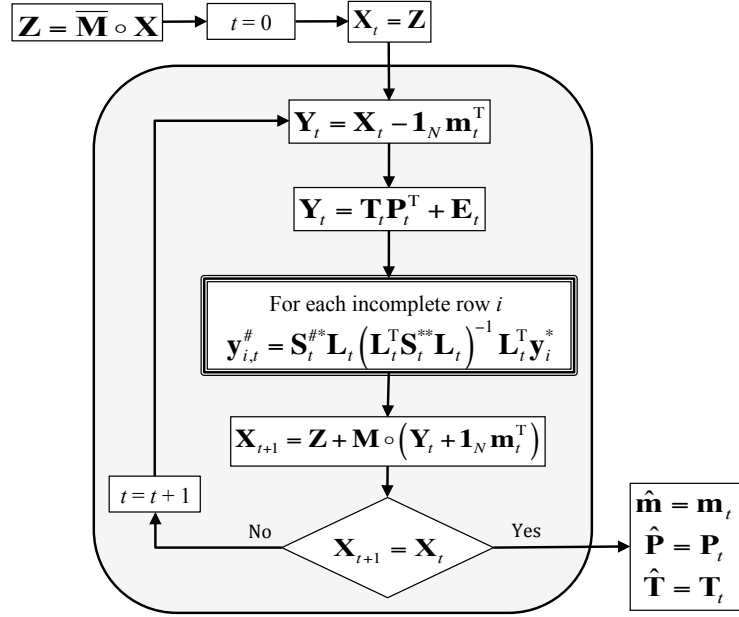 Z = M̅ ∘ X
t = 0
X_t = Z
Y_t = X_t − 1_N m_t^T
Y_t = T_t P_t^T + E_t
For each incomplete row i
y_{i,t}^# = S_t^{#*} L_t (L_t^T S_t^{**} L_t)^{−1} L_t^T y_i^*
X_{t+1} = Z + M ∘ (Y_t + 1_N m_t^T)
t = t + 1
No
X_{t+1} = X_t
Yes
m̂ = m_t
P̂ = P_t
T̂ = T_t